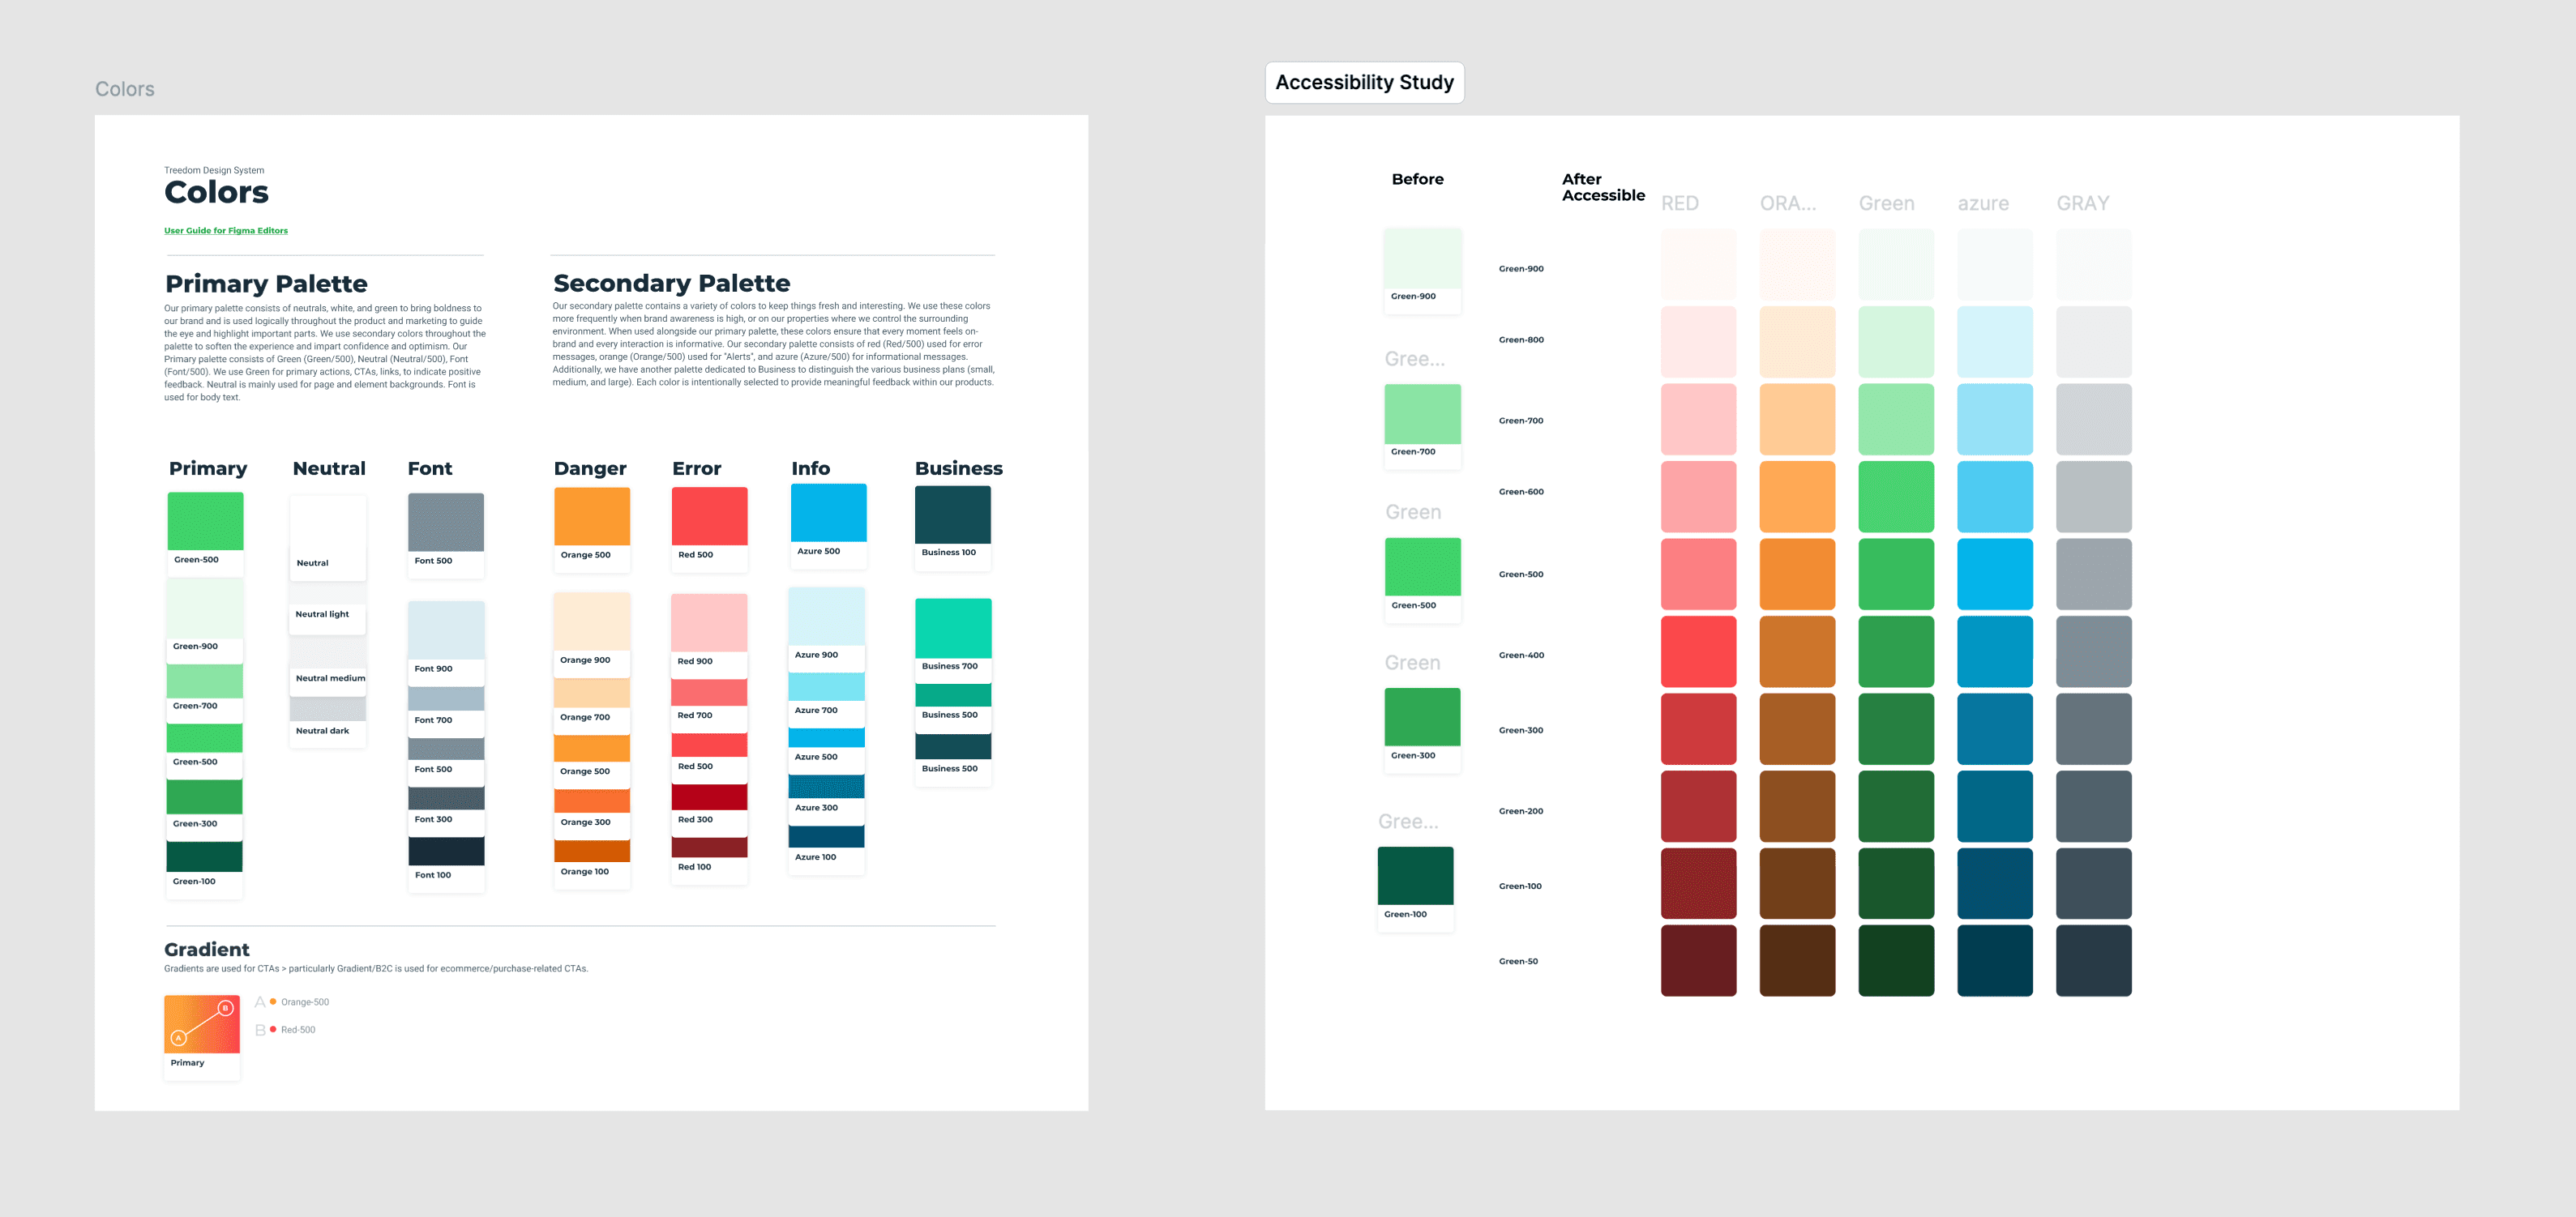 Colors
Treedom Design System
Colors
User Guide for Figma Editors
Primary Palette
Our primary palette consists of neutrals, white, and green to bring boldness to
our brand and is used logically throughout the product and marketing to guide
the eye and highlight important parts. We use secondary colors throughout the
palette to soften the experience and impart confidence and optimism. Our
Primary palette consists of Green (Green/500), Neutral (Neutral/500), Font
(Font/500). We use Green for primary actions, CTAs, links, to indicate positive
feedback. Neutral is mainly used for page and element backgrounds. Font is
used for body text.
Secondary Palette
Our secondary palette contains a variety of colors to keep things fresh and interesting. We use these colors
more frequently when brand awareness is high, or on our properties where we control the surrounding
environment. When used alongside our primary palette, these colors ensure that every moment feels on-
brand and every interaction is informative. Our secondary palette consists of red (Red/500) used for error
messages, orange (Orange/500) used for "Alerts", and azure (Azure/500) for informational messages.
Additionally, we have another palette dedicated to Business to distinguish the various business plans (small,
medium, and large). Each color is intentionally selected to provide meaningful feedback within our products.
Primary
Green-500
Green-900
Green-700
Green-500
Green-300
Green-100
Neutral
Neutral
Neutral light
Neutral medium
Neutral dark
Font
Font 500
Font 900
Font 700
Font 500
Font 300
Font 100
Danger
Orange 500
Orange 900
Orange 700
Orange 500
Orange 300
Orange 100
Error
Red 500
Red 900
Red 700
Red 500
Red 300
Red 100
Info
Azure 500
Azure 900
Azure 700
Azure 500
Azure 300
Azure 100
Business
Business 100
Business 700
Business 500
Business 500
Gradient
Gradients are used for CTAs > particularly Gradient/B2C is used for ecommerce/purchase-related CTAs.
A
B
Primary
A Orange-500
B Red-500
Accessibility Study
Before
Green-900
Gree...
Green-700
Green
Green-500
Green
Green-300
Gree...
Green-100
After
Accessible
Green-900
Green-800
Green-700
Green-600
Green-500
Green-400
Green-300
Green-200
Green-100
Green-50
RED
ORA...
Green
azure
GRAY